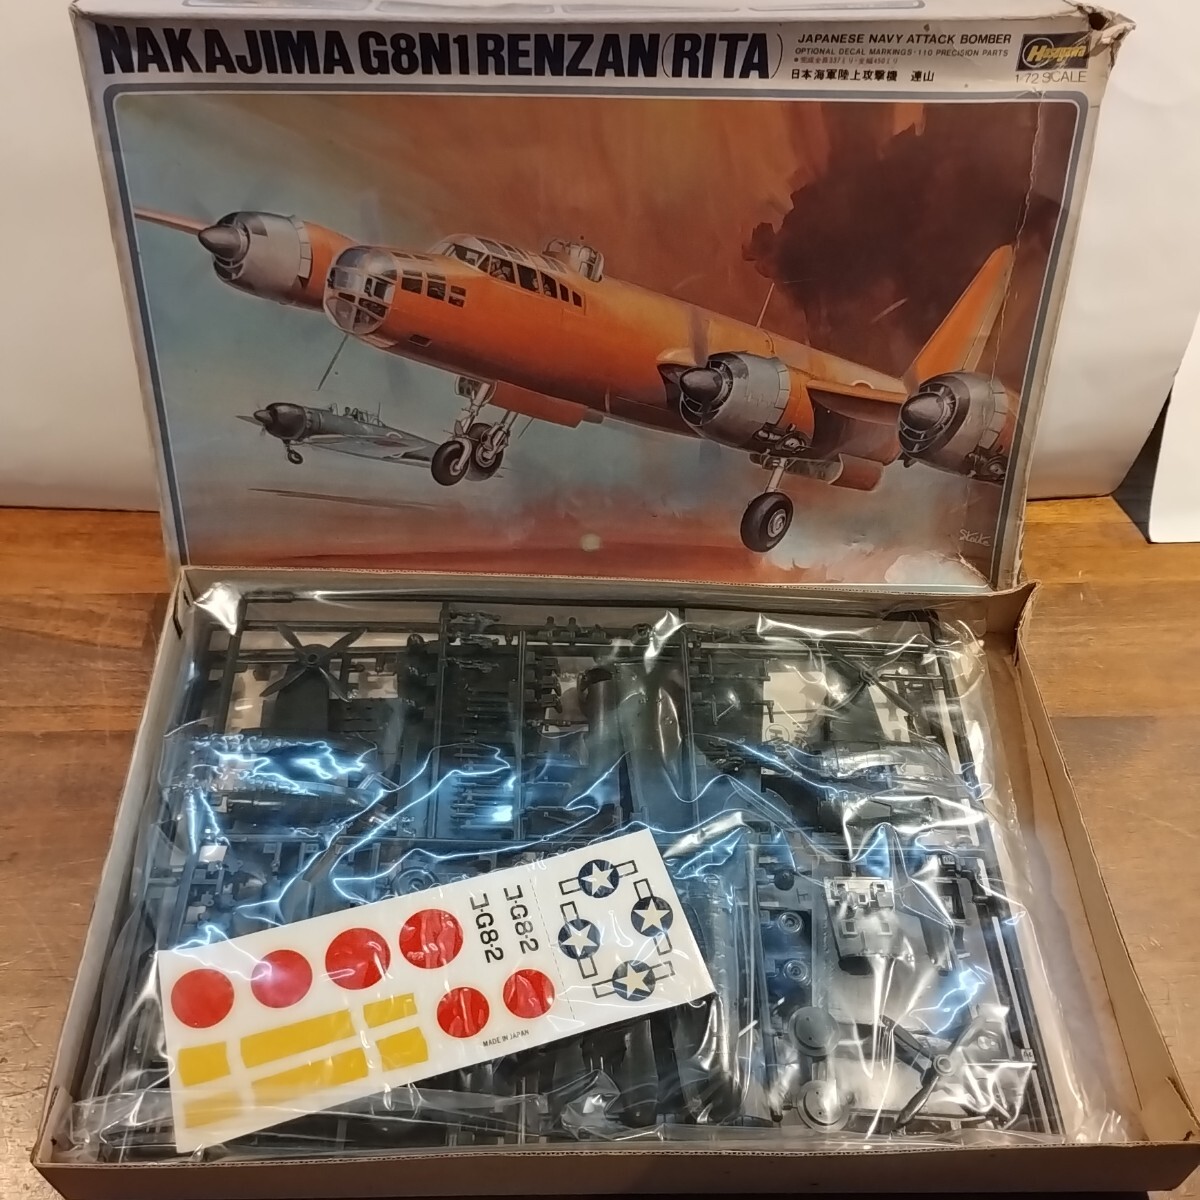 NAKAJIMA G8N1 RENZAN (RITA)
JAPANESE NAVY ATTACK BOMBER
OPTIONAL DECAL MARKINGS·110 PRECISION PARTS
日本海軍陸上攻撃機 連山
Hasegawa
1/72 SCALE
コ-G8-2
コ-G8-2
MADE IN JAPAN